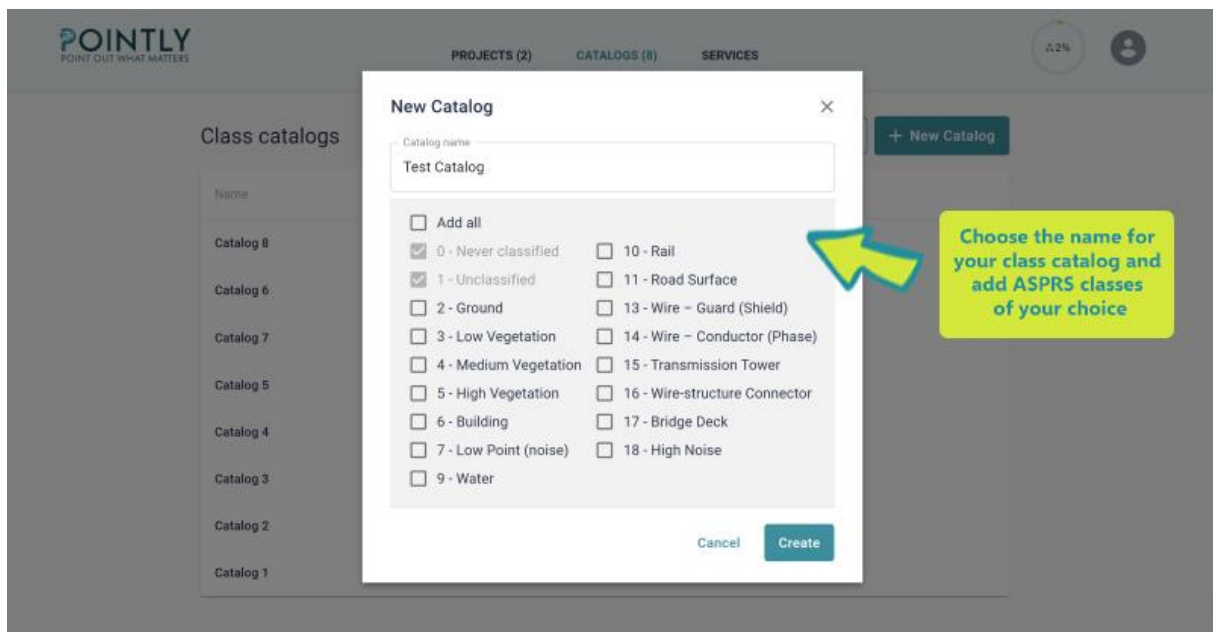 POINTLY
POINT OUT WHAT MATTERS
PROJECTS (2) CATALOGS (8) SERVICES
2%
New Catalog
Class catalogs
+ New Catalog
Catalog name
Test Catalog
Name
Add all
0 - Never classified
1 - Unclassified
2 - Ground
3 - Low Vegetation
4 - Medium Vegetation
5 - High Vegetation
6 - Building
7 - Low Point (noise)
9 - Water
10 - Rail
11 - Road Surface
13 - Wire – Guard (Shield)
14 - Wire – Conductor (Phase)
15 - Transmission Tower
16 - Wire-structure Connector
17 - Bridge Deck
18 - High Noise
Catalog 8
Catalog 6
Catalog 7
Catalog 5
Catalog 4
Catalog 3
Catalog 2
Catalog 1
Cancel
Create
Choose the name for
your class catalog and
add ASPRS classes
of your choice